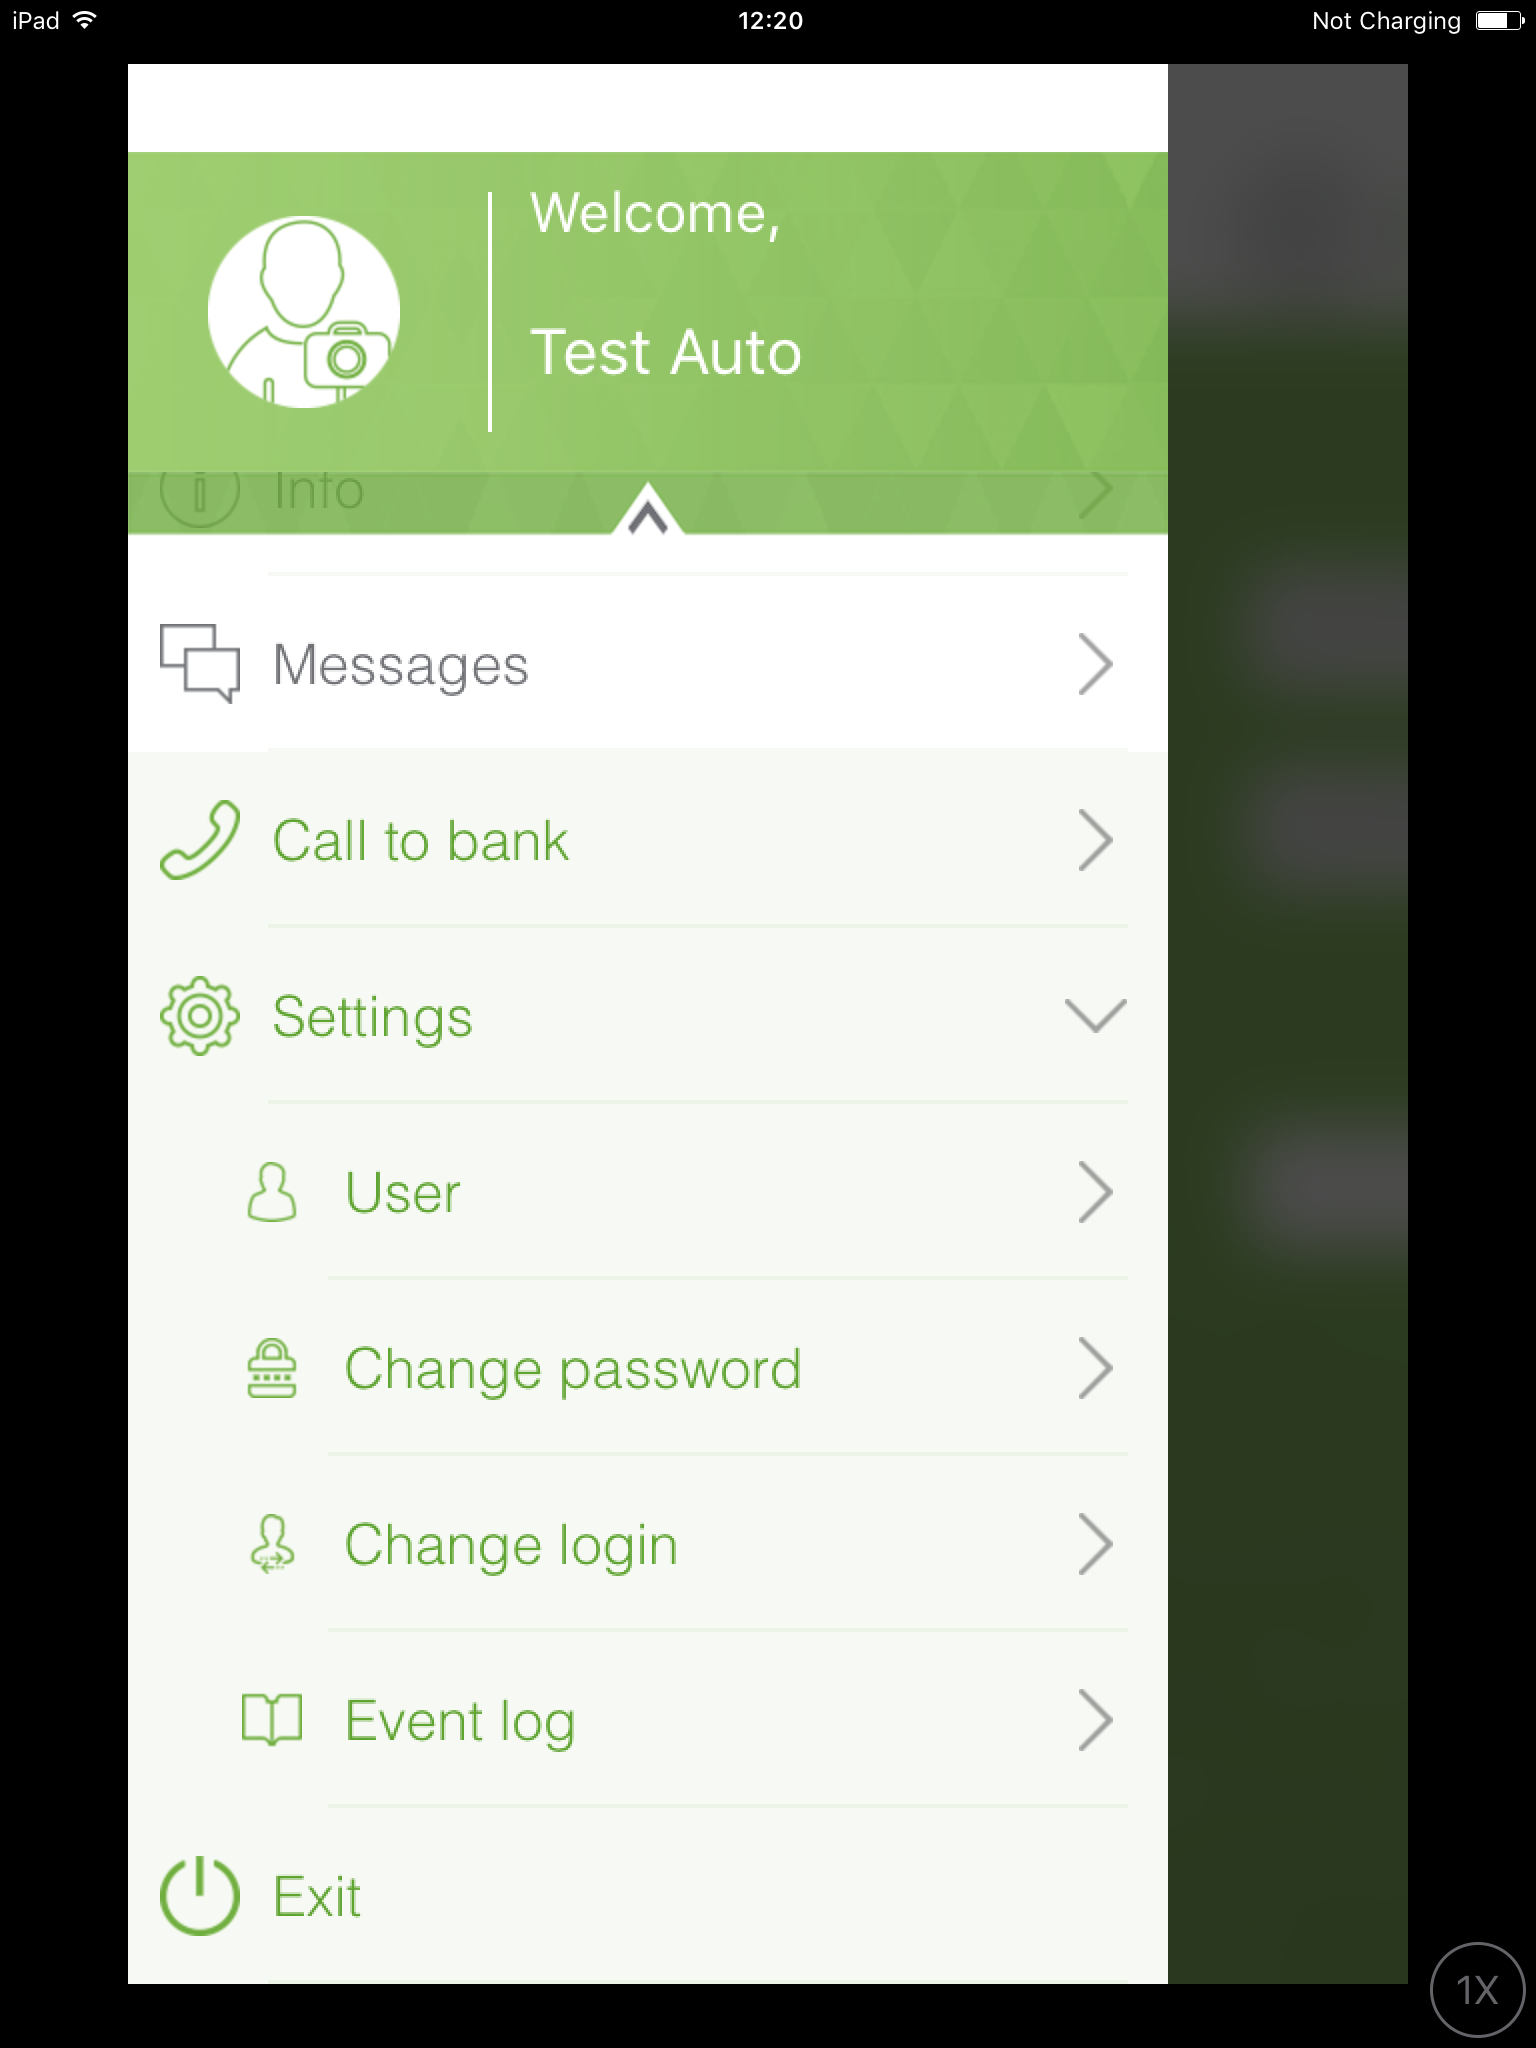 iPad 12:20 Not Charging
Welcome,
Test Auto
Info
Messages
Call to bank
Settings
User
Change password
Change login
Event log
Exit
1X